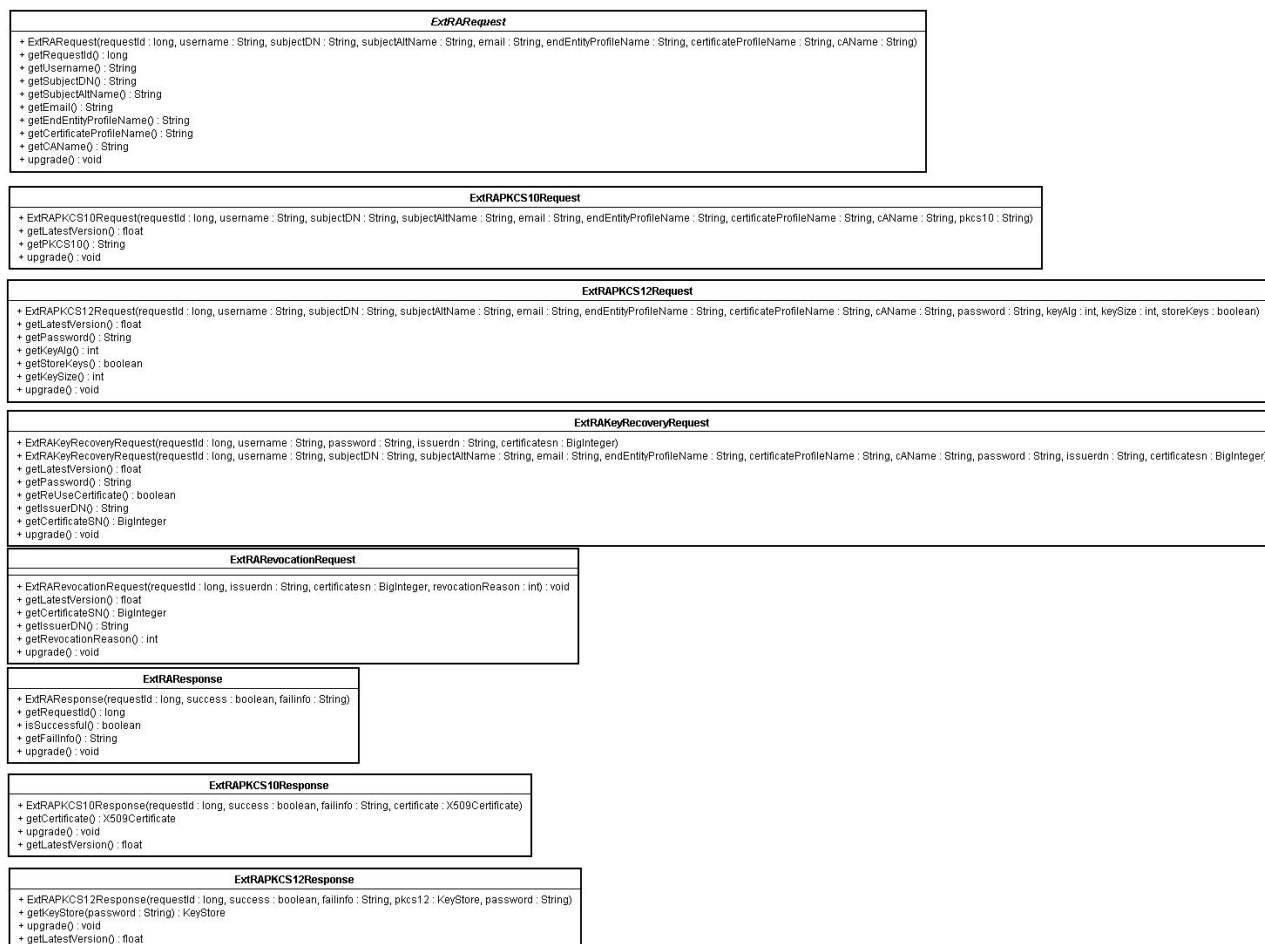 ExtRARequest
+ ExtRARequest(requestId : long, username : String, subjectDN : String, subjectAltName : String, email : String, endEntityProfileName : String, certificateProfileName : String, cAName : String)
+ getRequestId() : long
+ getUsername() : String
+ getSubjectDN() : String
+ getSubjectAltName() : String
+ getEmail() : String
+ getEndEntityProfileName() : String
+ getCertificateProfileName() : String
+ getCAName() : String
+ upgrade() : void
ExtRAPKCS10Request
+ ExtRAPKCS10Request(requestId : long, username : String, subjectDN : String, subjectAltName : String, email : String, endEntityProfileName : String, certificateProfileName : String, cAName : String, pkcs10 : String)
+ getLatestVersion() : float
+ getPKCS10() : String
+ upgrade() : void
ExtRAPKCS12Request
+ ExtRAPKCS12Request(requestId : long, username : String, subjectDN : String, subjectAltName : String, email : String, endEntityProfileName : String, certificateProfileName : String, cAName : String, password : String, keyAlg : int, keySize : int, storeKeys : boolean)
+ getLatestVersion() : float
+ getPassword() : String
+ getKeyAlg() : int
+ getStoreKeys() : boolean
+ getKeySize() : int
+ upgrade() : void
ExtRAKeyRecoveryRequest
+ ExtRAKeyRecoveryRequest(requestId : long, username : String, password : String, issuerdn : String, certificatesn : BigInteger)
+ ExtRAKeyRecoveryRequest(requestId : long, username : String, subjectDN : String, subjectAltName : String, email : String, endEntityProfileName : String, certificateProfileName : String, cAName : String, password : String, issuerdn : String, certificatesn : BigInteger)
+ getLatestVersion() : float
+ getPassword() : String
+ getReUseCertificate() : boolean
+ getIssuerDN() : String
+ getCertificateSN() : BigInteger
+ upgrade() : void
ExtRARevocationRequest
+ ExtRARevocationRequest(requestId : long, issuerdn : String, certificatesn : BigInteger, revocationReason : int) : void
+ getLatestVersion() : float
+ getCertificateSN() : BigInteger
+ getIssuerDN() : String
+ getRevocationReason() : int
+ upgrade() : void
ExtRAResponse
+ ExtRAResponse(requestId : long, success : boolean, failinfo : String)
+ getRequestId() : long
+ isSuccessful() : boolean
+ getFailInfo() : String
+ upgrade() : void
ExtRAPKCS10Response
+ ExtRAPKCS10Response(requestId : long, success : boolean, failinfo : String, certificate : X509Certificate)
+ getCertificate() : X509Certificate
+ upgrade() : void
+ getLatestVersion() : float
ExtRAPKCS12Response
+ ExtRAPKCS12Response(requestId : long, success : boolean, failinfo : String, pkcs12 : KeyStore, password : String)
+ getKeyStore(password : String) : KeyStore
+ upgrade() : void
+ getLatestVersion() : float